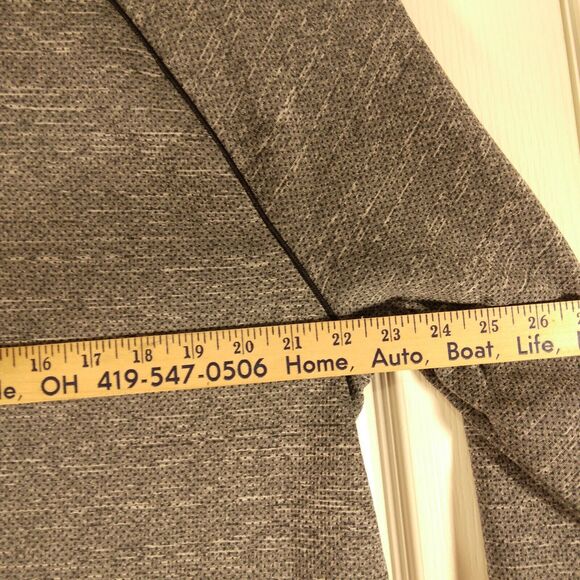 16 17 18 19 20 21 22 23 24 25 26
le, OH 419-547-0506 Home, Auto, Boat, Life,